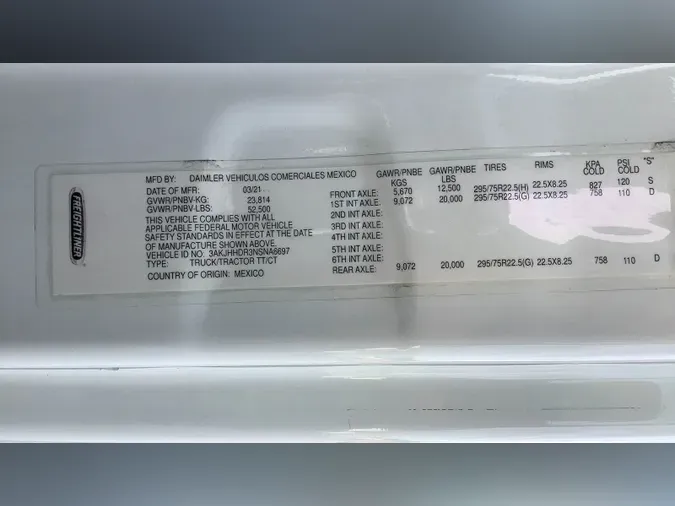 FREIGHTLINER
MFD BY: DAIMLER VEHICULOS COMERCIALES MEXICO
DATE OF MFR: 03/21
GVWR/PNBV-KG: 23,814
GVWR/PNBV-LBS: 52,500
THIS VEHICLE COMPLIES WITH ALL
APPLICABLE FEDERAL MOTOR VEHICLE
SAFETY STANDARDS IN EFFECT AT THE DATE
OF MANUFACTURE SHOWN ABOVE.
VEHICLE ID NO: 3AKJHHDR3NSNA6697
TYPE: TRUCK/TRACTOR TT/CT
COUNTRY OF ORIGIN: MEXICO
GAWR/PNBE KGS GAWR/PNBE LBS TIRES RIMS KPA COLD PSI COLD "S"
FRONT AXLE: 5,670 12,500 295/75R22.5(H) 22.5X8.25 827 120 S
1ST INT AXLE: 9,072 20,000 295/75R22.5(G) 22.5X8.25 758 110 D
2ND INT AXLE:
3RD INT AXLE:
4TH INT AXLE:
5TH INT AXLE:
6TH INT AXLE:
REAR AXLE: 9,072 20,000 295/75R22.5(G) 22.5X8.25 758 110 D